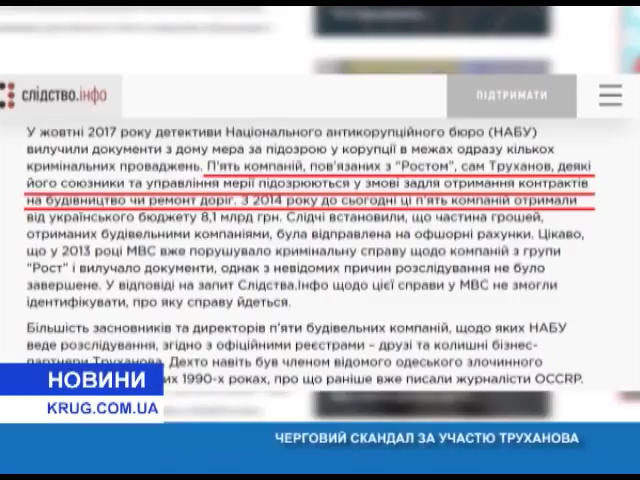 слідство.інфо
ПІДТРИМАТИ
У жовтні 2017 року детективи Національного антикорупційного бюро (НАБУ)
вилучили документи з дому мера за підозрою у корупції в межах одразу кількох
кримінальних проваджень. П'ять компаній, пов'язаних з "Ростом", сам Труханов, деякі
його союзники та управління мерії підозрюються у змові задля отримання контрактів
на будівництво чи ремонт доріг. З 2014 року до сьогодні ці п'ять компаній отримали
від українського бюджету 8,1 млрд грн. Слідчі встановили, що частина грошей,
отриманих будівельними компаніями, була відправлена на офшорні рахунки. Цікаво,
що у 2013 році МВС вже порушувало кримінальну справу щодо компаній з групи
"Рост" і вилучало документи, однак з невідомих причин розслідування не було
завершене. У відповіді на запит Слідства.Інфо щодо цієї справи у МВС не змогли
ідентифікувати, про яку справу йдеться.
Більшість засновників та директорів п'яти будівельних компаній, щодо яких НАБУ
веде розслідування, згідно з офіційними реєстрами – друзі та колишні бізнес-
партнери Труханова. Дехто навіть був членом відомого одеського злочинного
их 1990-х роках, про що раніше вже писали журналісти OCCRP.
НОВИНИ
KRUG.COM.UA
ЧЕРГОВИЙ СКАНДАЛ ЗА УЧАСТЮ ТРУХАНОВА